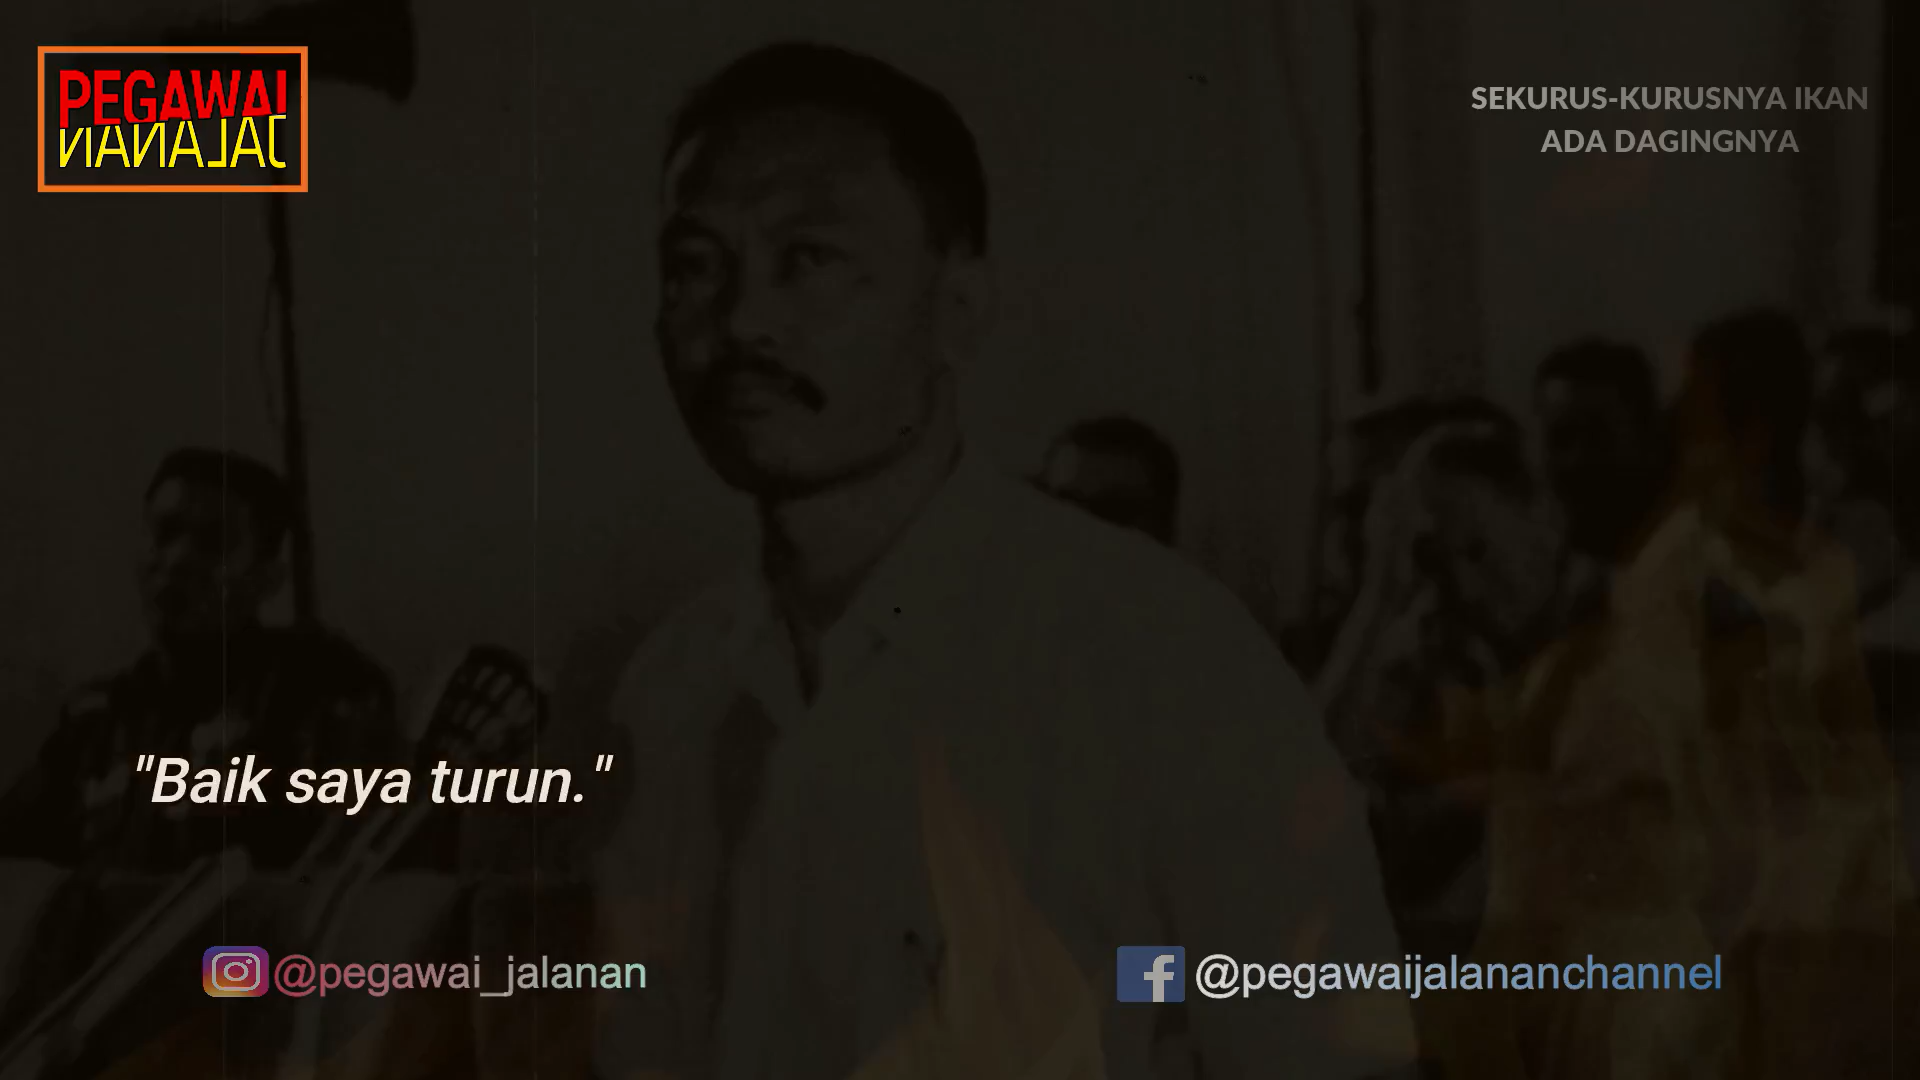 PEGAWAI
JALANAN
SEKURUS-KURUSNYA IKAN
ADA DAGINGNYA
"Baik saya turun."
@pegawai_jalanan
@pegawaijalananchannel